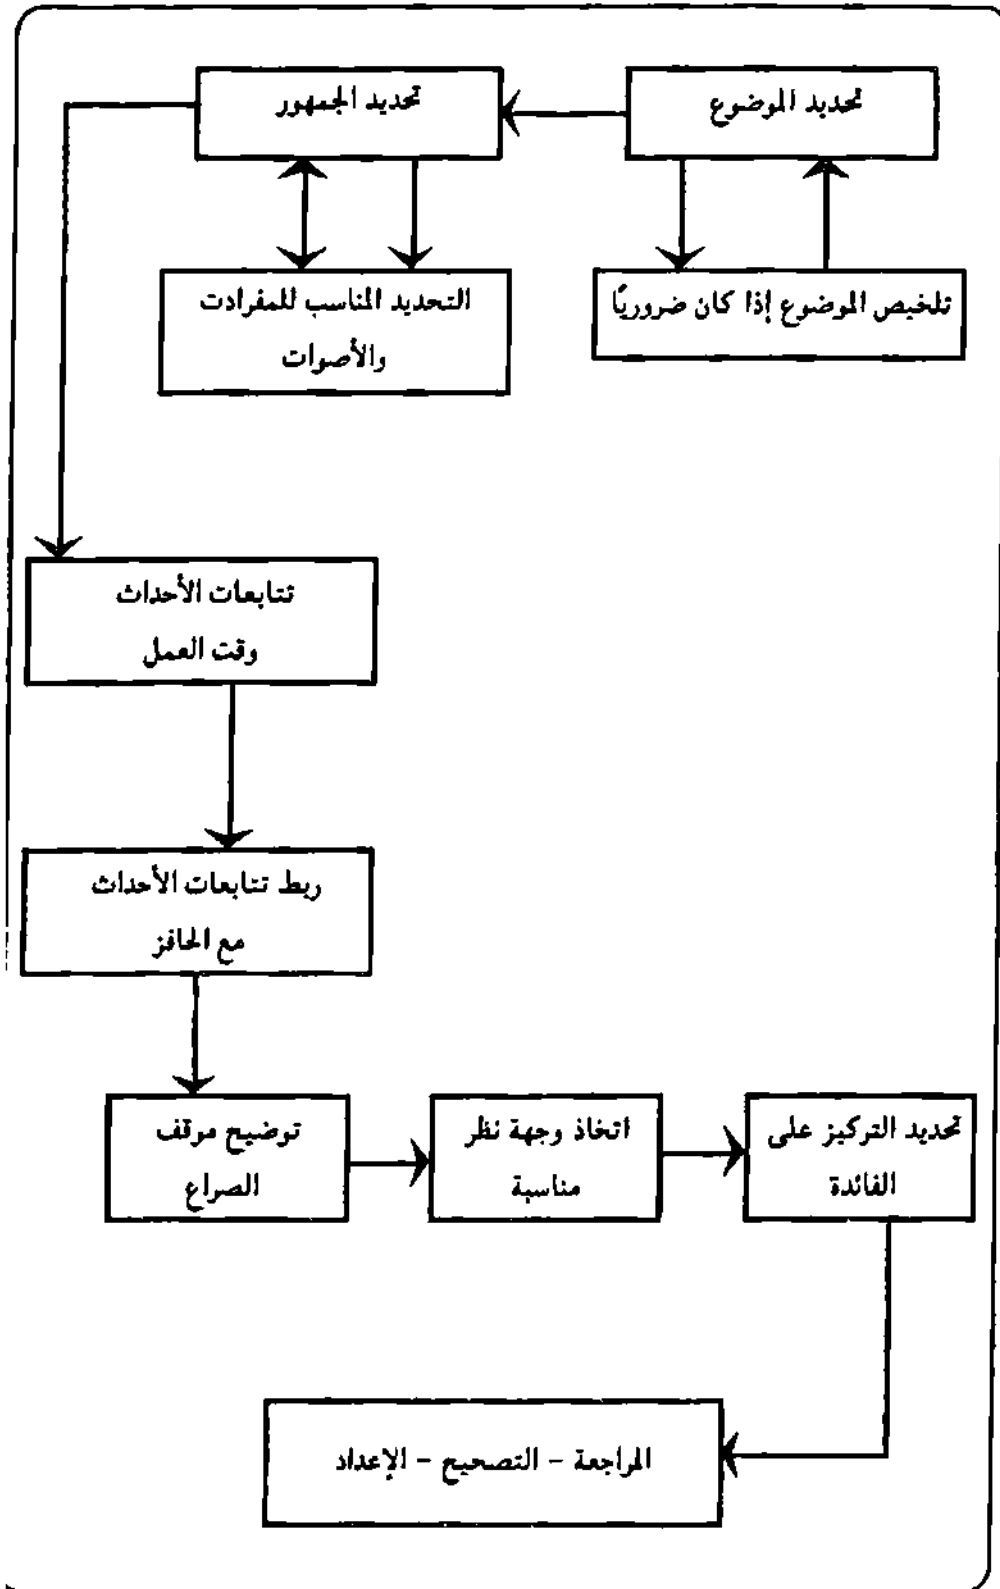 تحديد الموضوع
تحديد الجمهور
تلخيص الموضوع إذا كان ضروريًا
التحديد المناسب للمفرادت
والأصوات
تتابعات الأحداث
وقت العمل
ربط تتابعات الأحداث
مع الحافز
توضيح موقف
الصراع
اتخاذ وجهة نظر
مناسبة
تحديد التركيز على
الفائدة
المراجعة - التصحيح - الإعداد